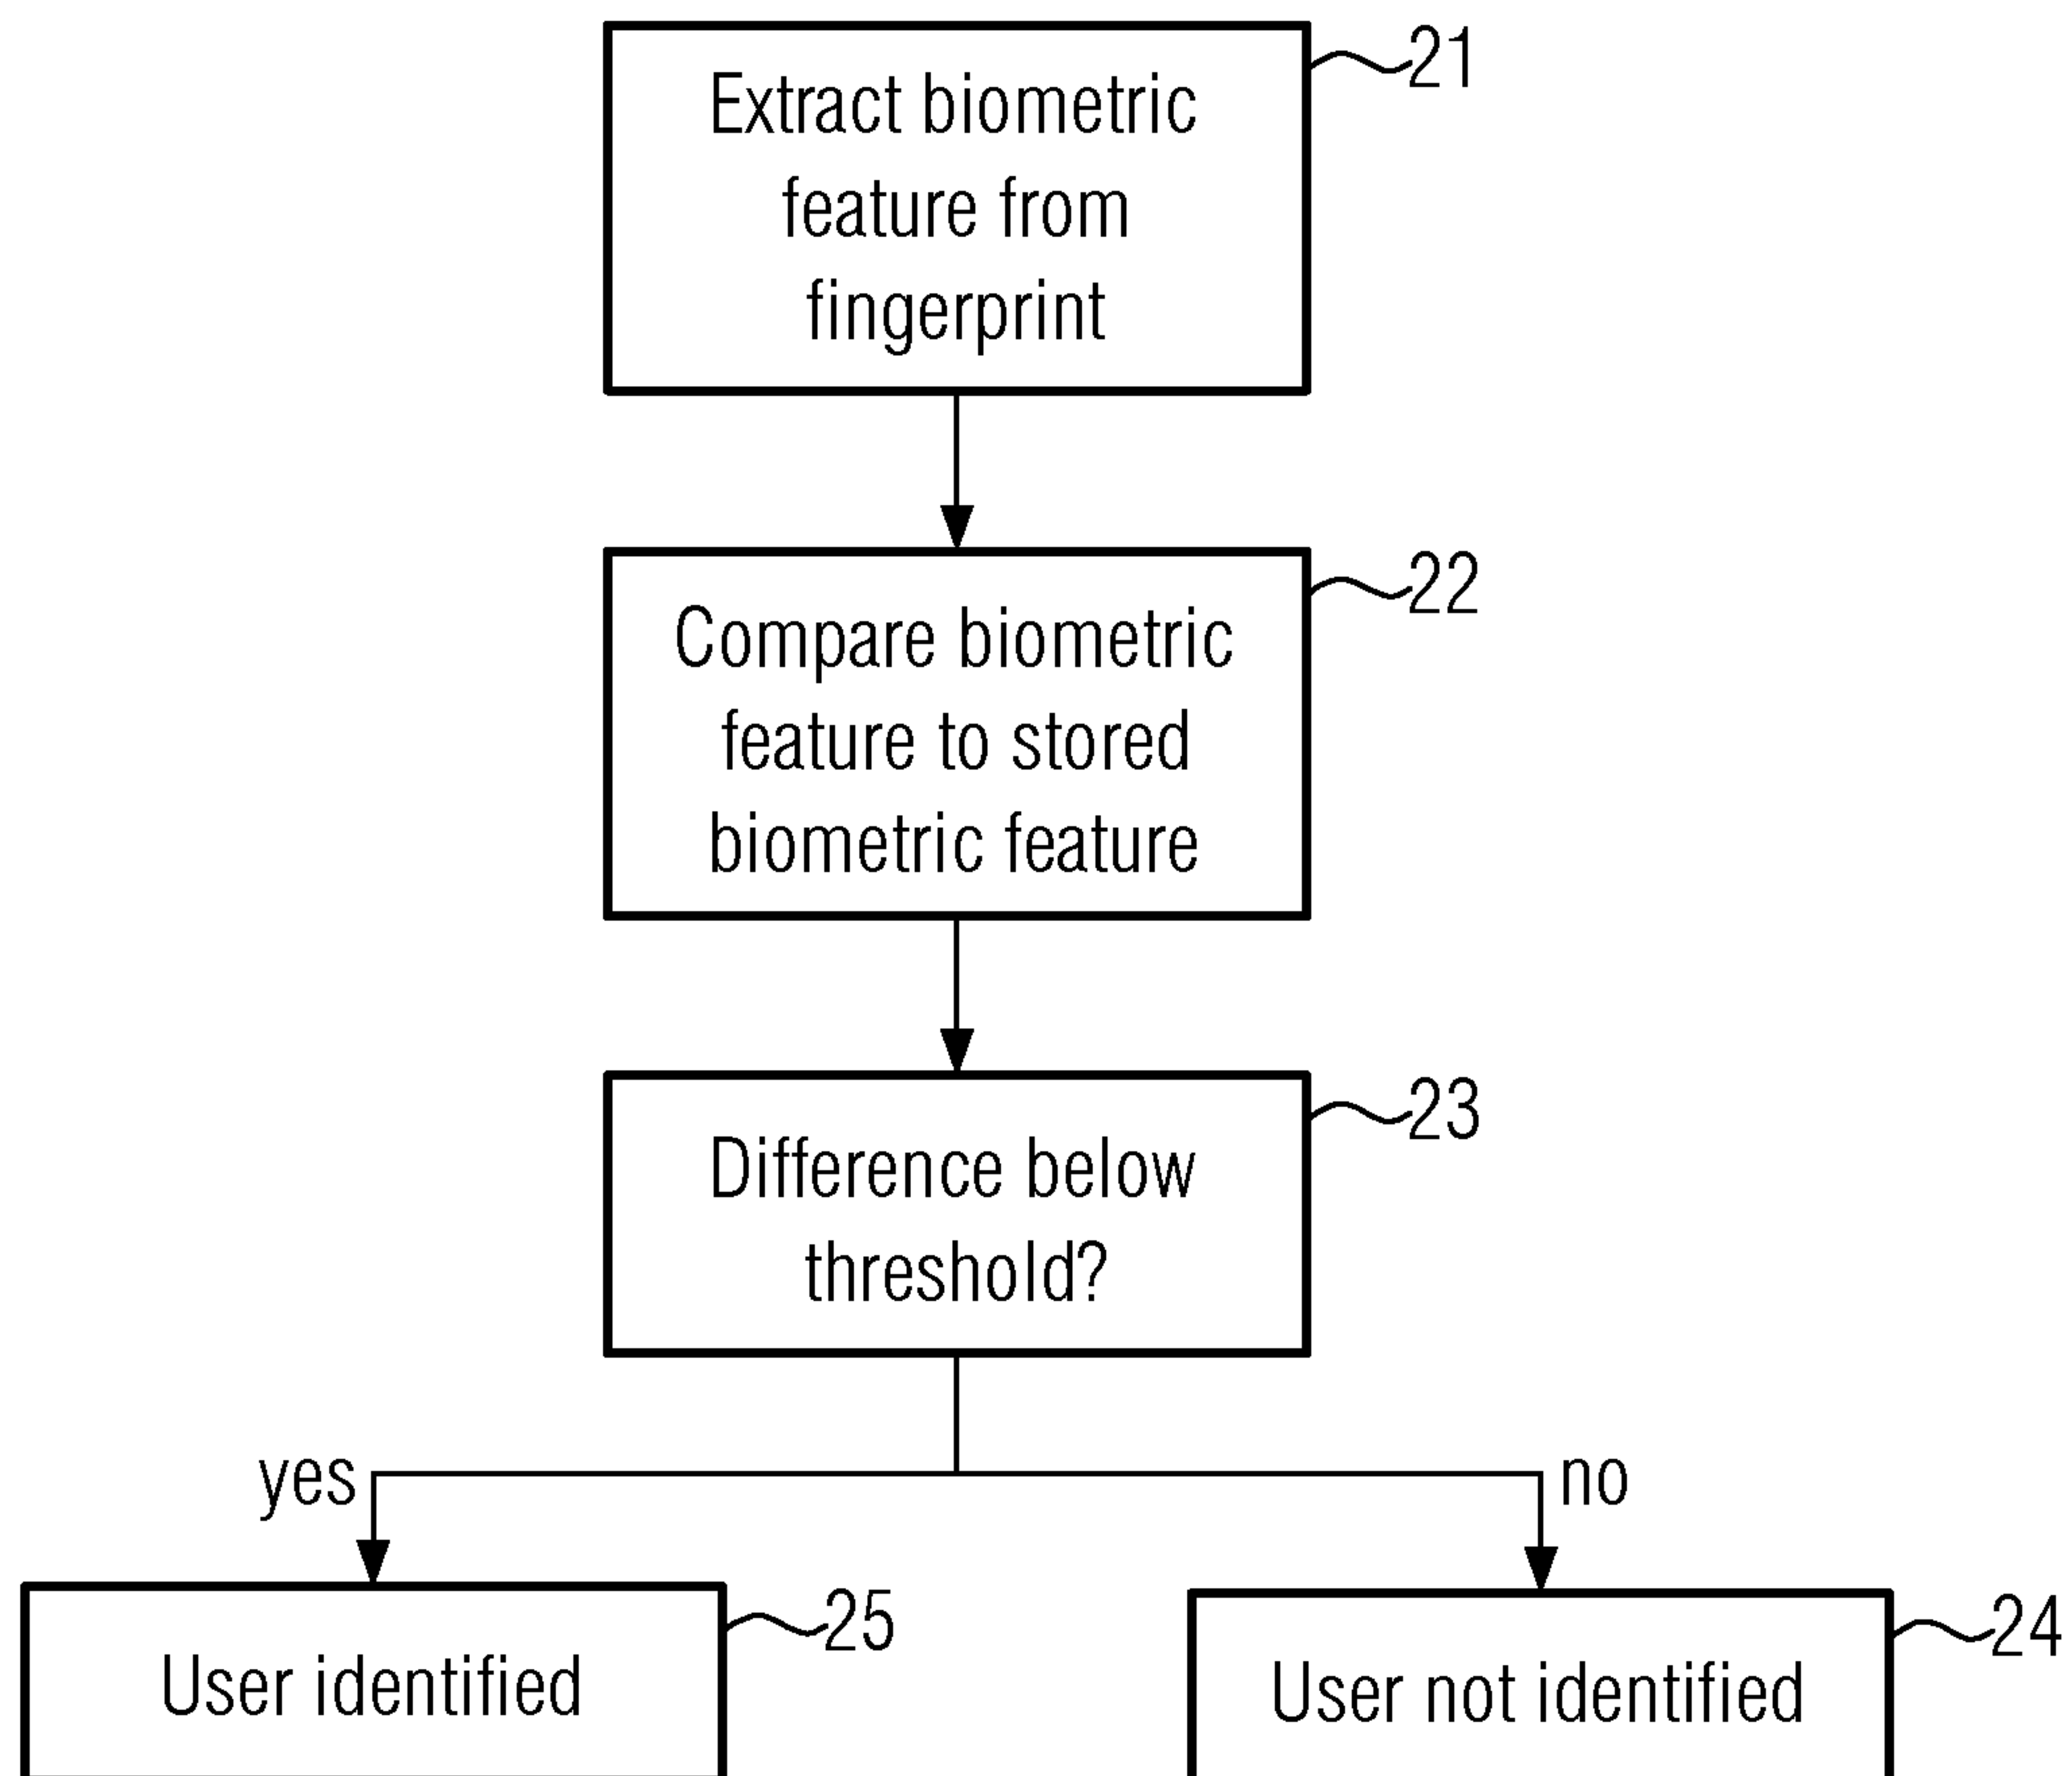 Extract biometric
feature from
fingerprint
21
Compare biometric
feature to stored
biometric feature
22
Difference below
threshold?
23
yes
no
User identified
25
User not identified
24